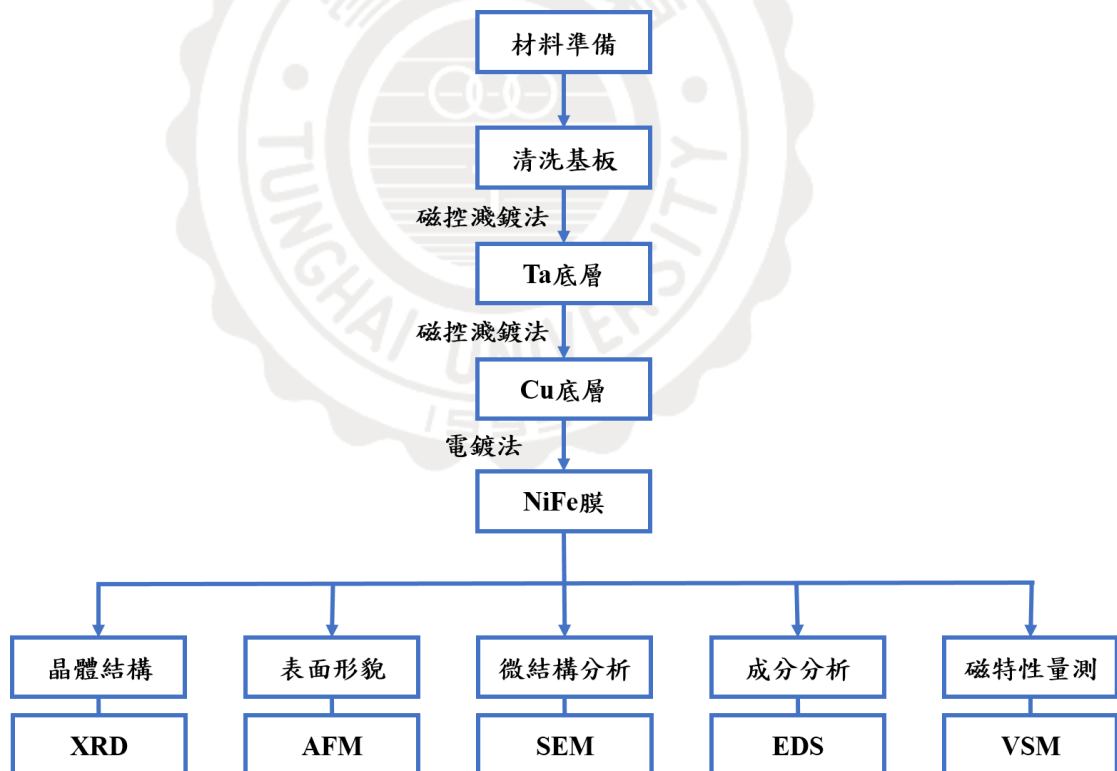 材料準備
清洗基板
磁控濺鍍法
Ta底層
磁控濺鍍法
Cu底層
電鍍法
NiFe膜
晶體結構
表面形貌
微結構分析
成分分析
磁特性量測
XRD
AFM
SEM
EDS
VSM
TUNGHAI UNIVERSITY
1955